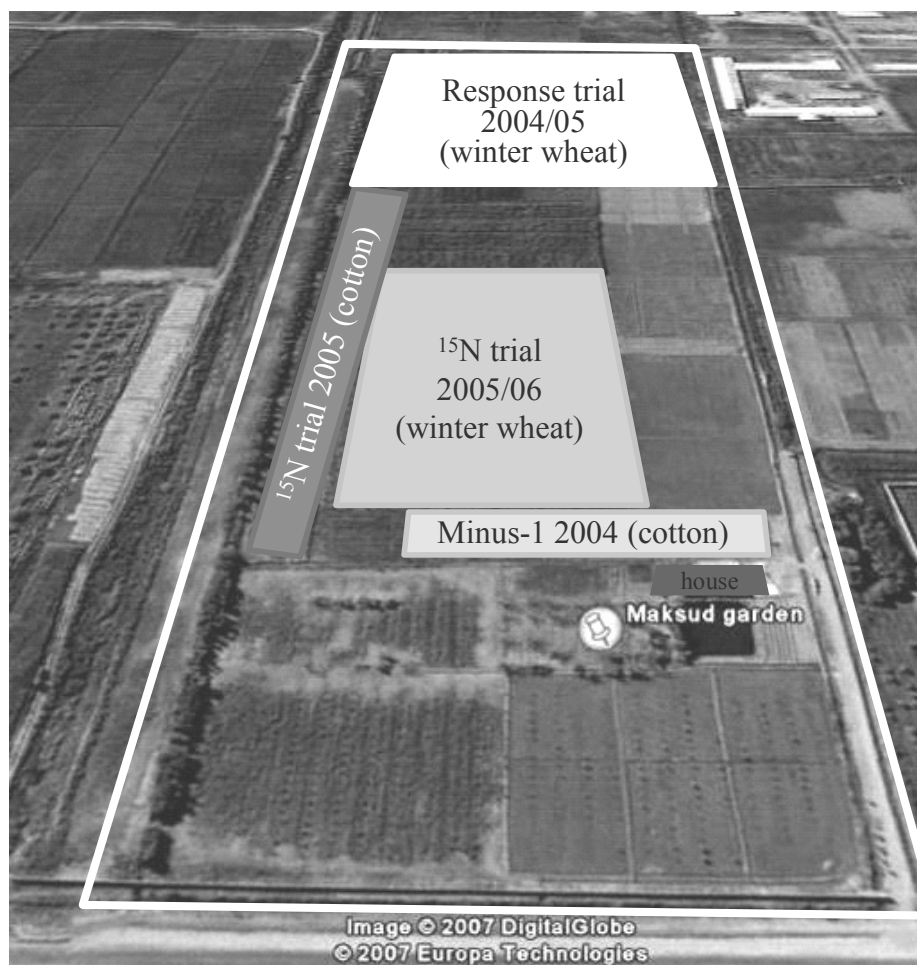 Response trial
2004/05
(winter wheat)
¹⁵N trial 2005 (cotton)
¹⁵N trial
2005/06
(winter wheat)
Minus-1 2004 (cotton)
house
Maksud garden
Image © 2007 DigitalGlobe
© 2007 Europa Technologies